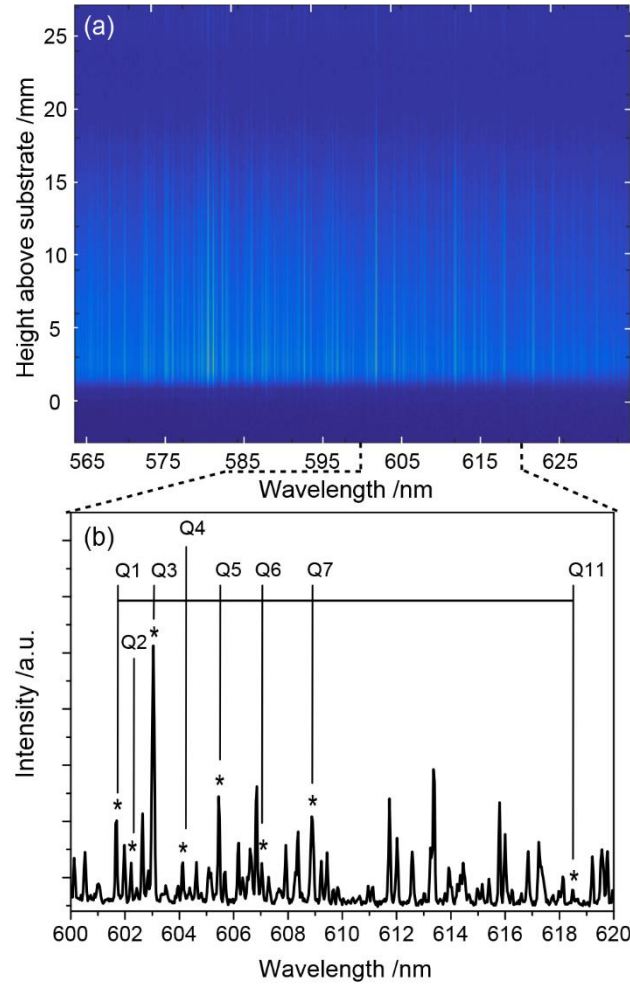 (a)
Height above substrate /mm
25
20
15
10
5
0
565 575 585 595 605 615 625
Wavelength /nm
(b)
Q4
Q1 Q3 Q5 Q6 Q7 Q11
Q2
*
* * * * * * *
Intensity /a.u.
600 602 604 606 608 610 612 614 616 618 620
Wavelength /nm